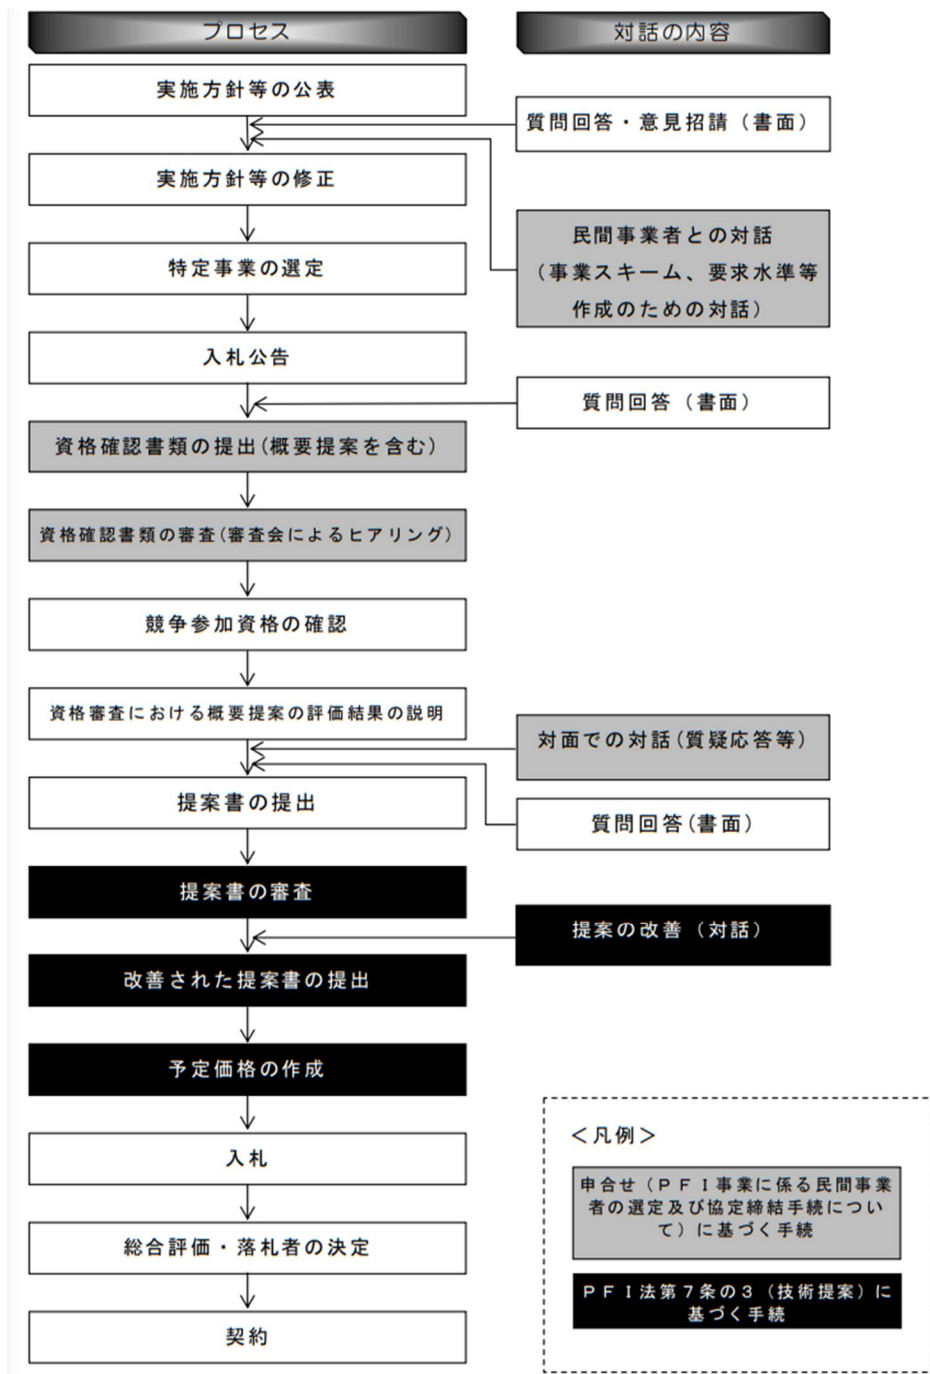 プロセス
対話の内容
実施方針等の公表
質問回答・意見招請（書面）
実施方針等の修正
民間事業者との対話
（事業スキーム、要求水準等
作成のための対話）
特定事業の選定
入札公告
質問回答（書面）
資格確認書類の提出(概要提案を含む)
資格確認書類の審査(審査会によるヒアリング)
競争参加資格の確認
資格審査における概要提案の評価結果の説明
対面での対話(質疑応答等)
提案書の提出
質問回答(書面)
提案書の審査
提案の改善（対話）
改善された提案書の提出
予定価格の作成
入札
総合評価・落札者の決定
契約
＜凡例＞
申合せ（ＰＦＩ事業に係る民間事業
者の選定及び協定締結手続につい
て）に基づく手続
ＰＦＩ法第７条の３（技術提案）に
基づく手続